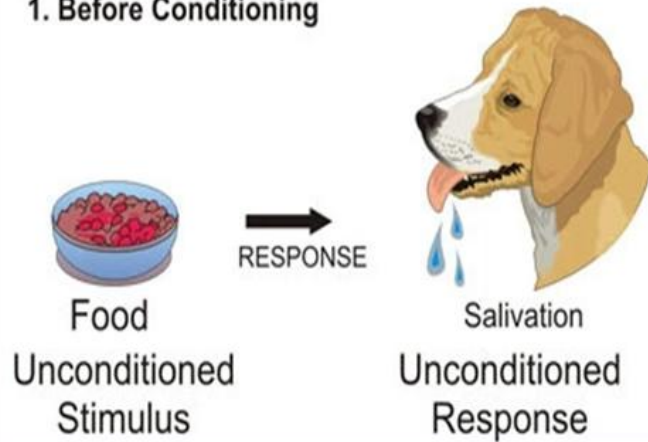 1. Before Conditioning
RESPONSE
Food
Unconditioned
Stimulus
Salivation
Unconditioned
Response